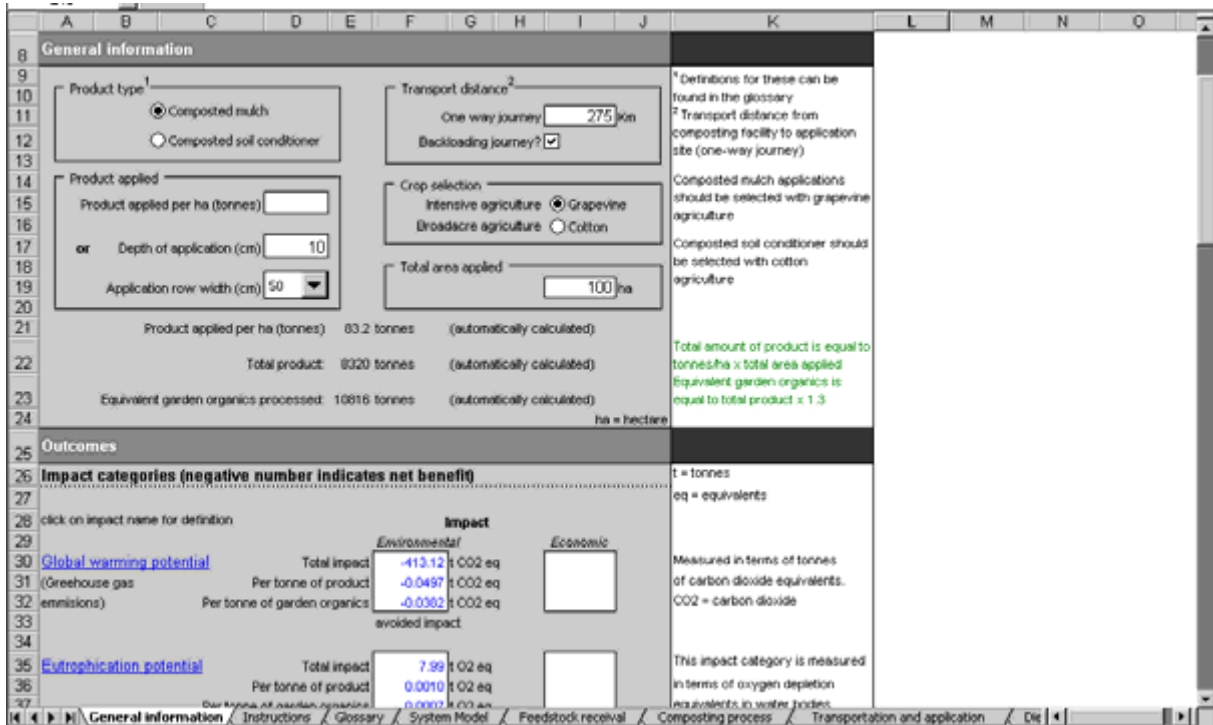 A B C D E F G H I J K L M N O
8 General information
9 Product type1 Transport distance2 1 Definitions for these can be
10 found in the glossary
11 Composted mulch One way journey 275 Km 2 Transport distance from
12 Composted soil conditioner Backloading journey? composting facility to application
13 site (one-way journey)
14 Product applied Crop selection Composted mulch applications
15 Product applied per ha (tonnes) Intensive agriculture Grapevine should be selected with grapevine
16 Broadacre agriculture Cotton agriculture
17 or Depth of application (cm) 10 Composted soil conditioner should
18 Total area applied be selected with cotton
19 Application row width (cm) 50 100 ha agriculture
20
21 Product applied per ha (tonnes) 83.2 tonnes (automatically calculated)
Total amount of product is equal to
22 Total product: 8320 tonnes (automatically calculated) tonnes/ha x total area applied
Equivalent garden organics is
23 Equivalent garden organics processed: 10816 tonnes (automatically calculated) equal to total product x 1.3
24 ha = hectare
25 Outcomes
26 Impact categories (negative number indicates net benefit) t = tonnes
27 eq = equivalents
28 click on impact name for definition Impact
29 Environmental Economic
30 Global warming potential Total impact -413.12 t CO2 eq Measured in terms of tonnes
31 (Greehouse gas Per tonne of product -0.0497 t CO2 eq of carbon dioxide equivalents.
32 emmisions) Per tonne of garden organics -0.0382 t CO2 eq CO2 = carbon dioxide
33 avoided impact
34
35 Eutrophication potential Total impact 7.99 t O2 eq This impact category is measured
36 Per tonne of product 0.0010 t O2 eq in terms of oxygen depletion
37 Per tonne of garden organics 0.0007 t O2 eq equivalents in water bodies
General information Instructions Glossary System Model Feedstock receival Composting process Transportation and application